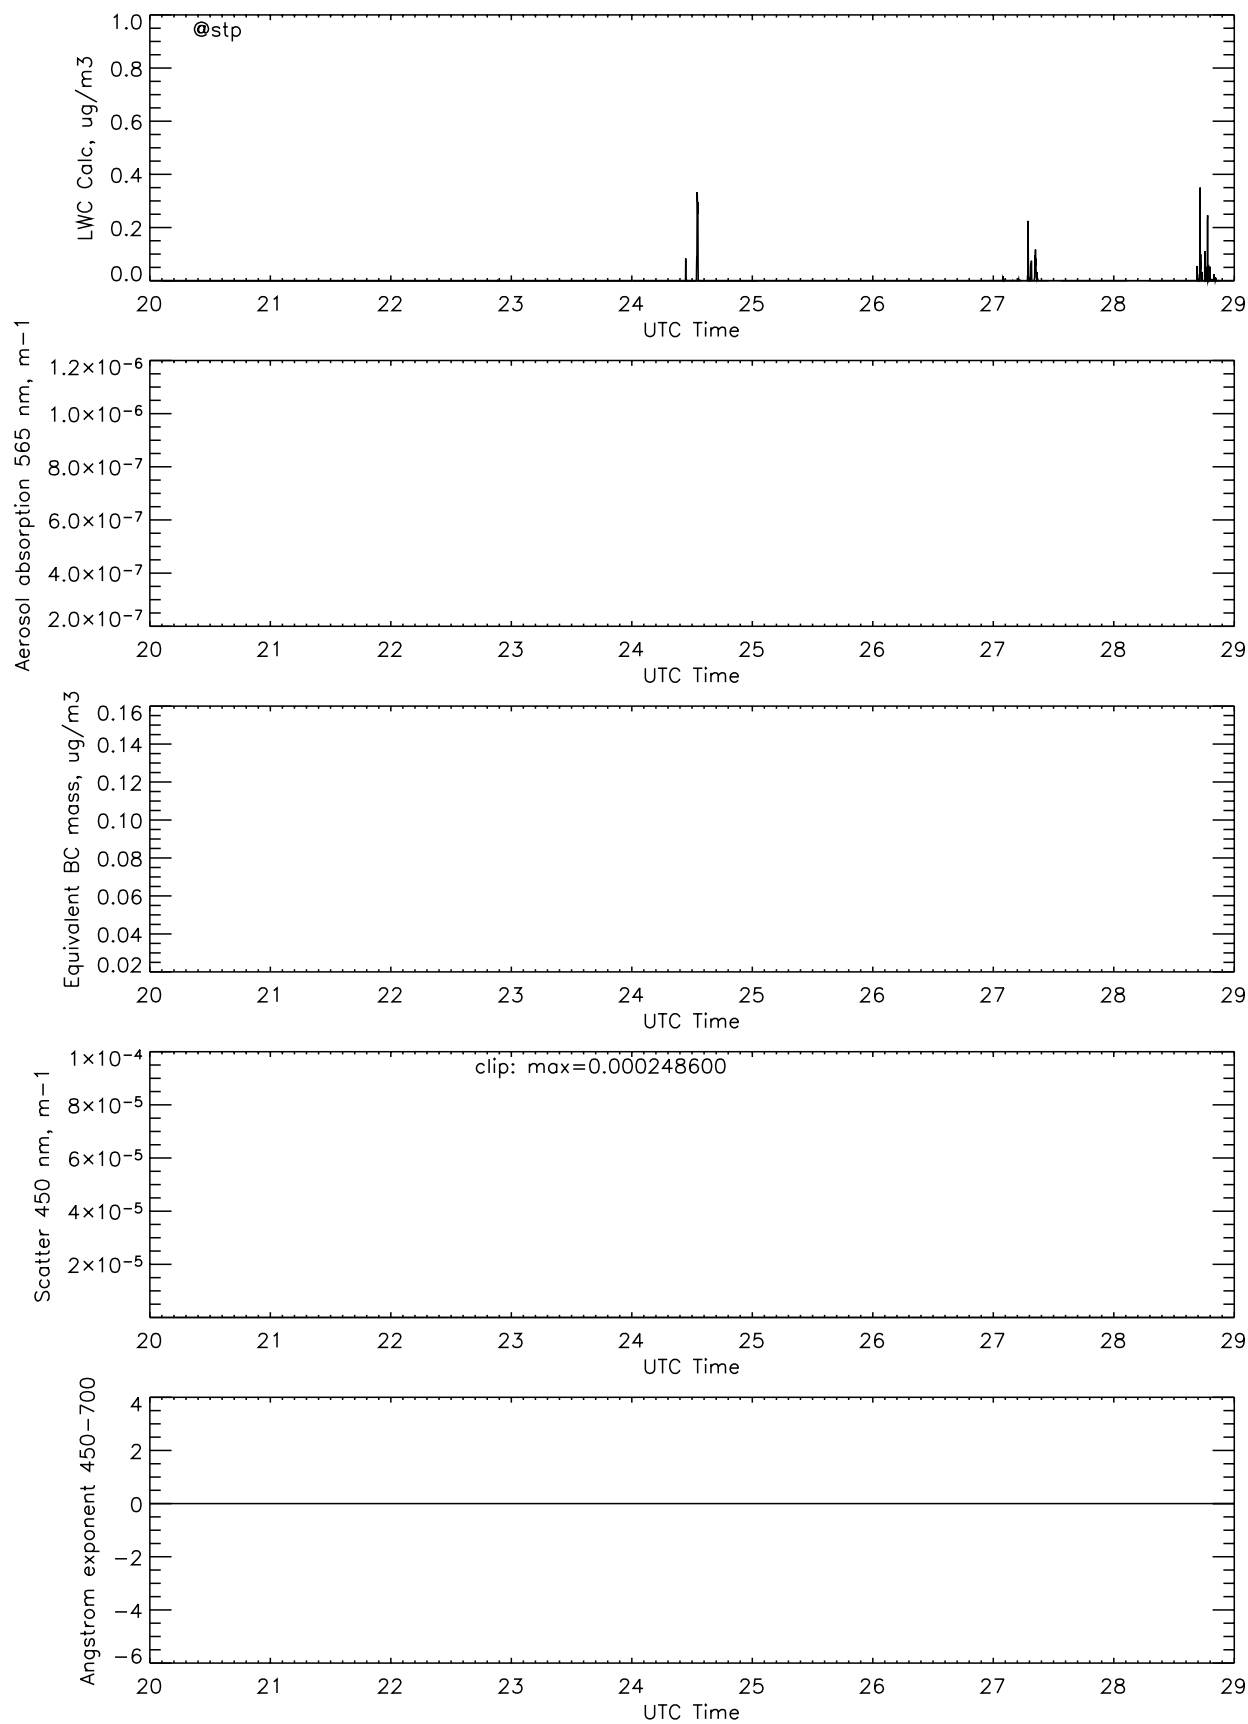 @stp
LWC Calc, ug/m3
1.0
0.8
0.6
0.4
0.2
0.0
20 21 22 23 24 25 26 27 28 29
UTC Time
Aerosol absorption 565 nm, m−1
1.2×10⁻⁶
1.0×10⁻⁶
8.0×10⁻⁷
6.0×10⁻⁷
4.0×10⁻⁷
2.0×10⁻⁷
20 21 22 23 24 25 26 27 28 29
UTC Time
Equivalent BC mass, ug/m3
0.16
0.14
0.12
0.10
0.08
0.06
0.04
0.02
20 21 22 23 24 25 26 27 28 29
UTC Time
clip: max=0.000248600
Scatter 450 nm, m−1
1×10⁻⁴
8×10⁻⁵
6×10⁻⁵
4×10⁻⁵
2×10⁻⁵
20 21 22 23 24 25 26 27 28 29
UTC Time
Angstrom exponent 450−700
4
2
0
−2
−4
−6
20 21 22 23 24 25 26 27 28 29
UTC Time